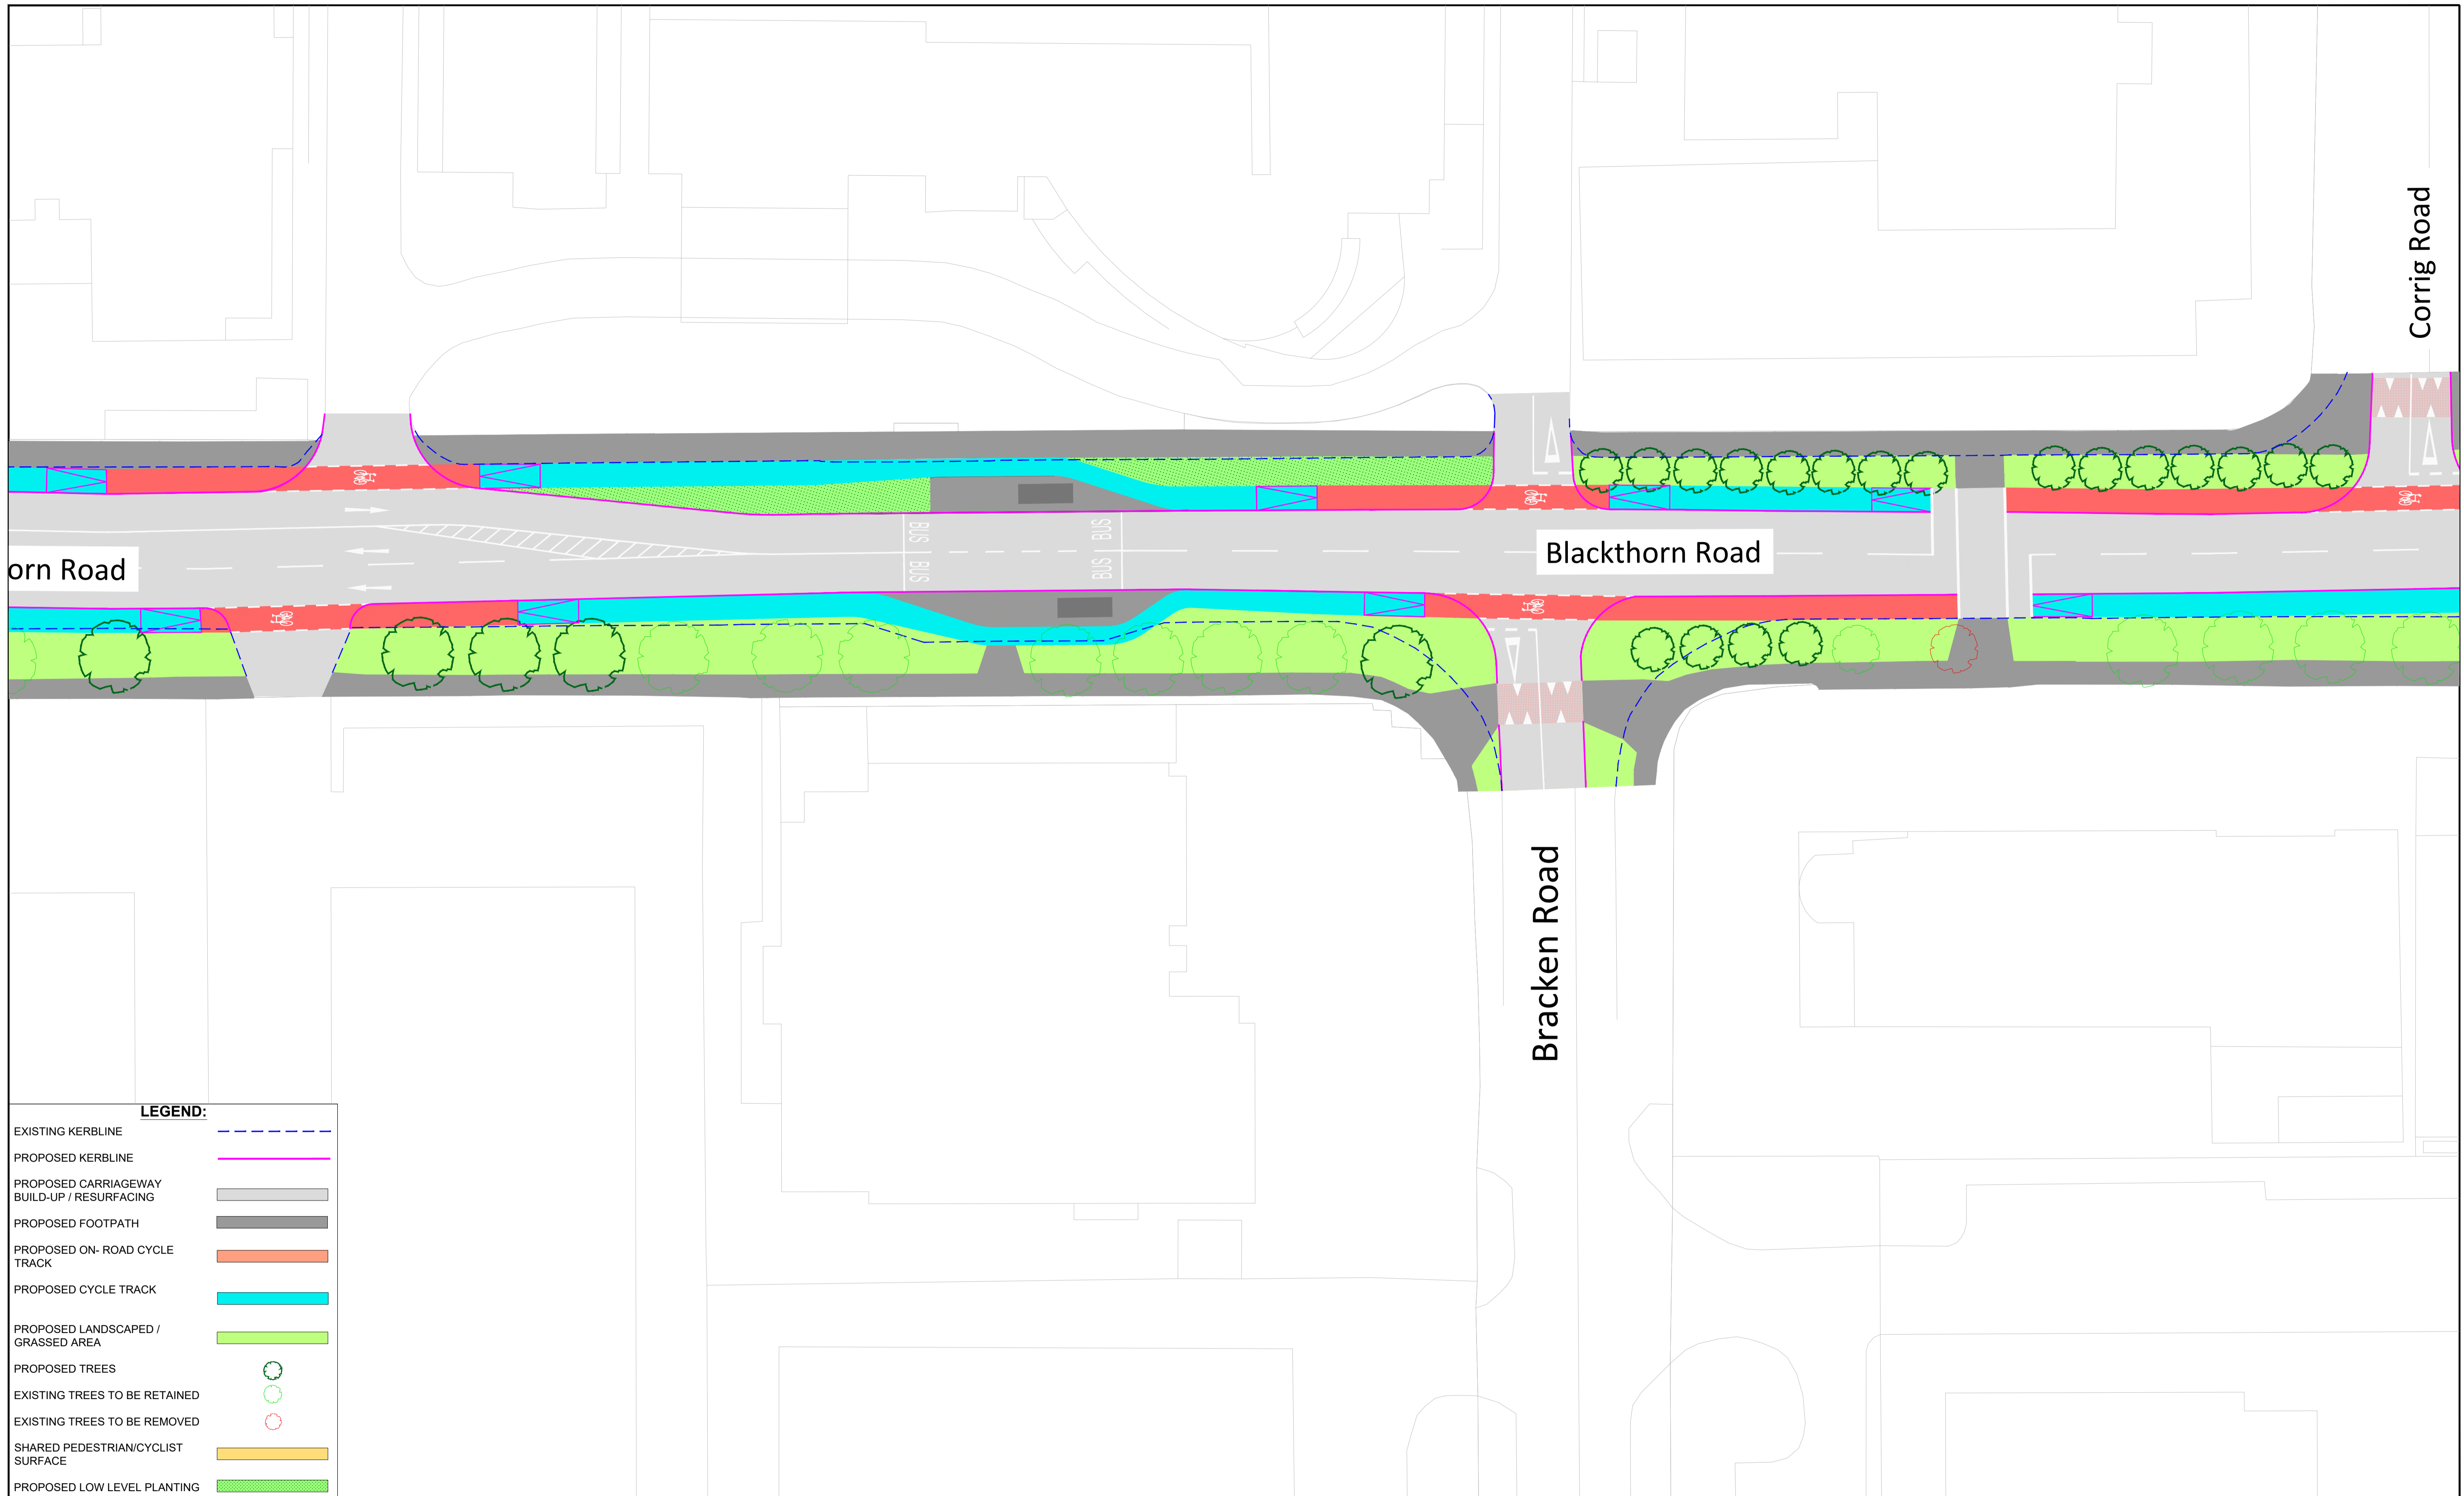 Corrig Road
BUS
BUS
BUS
BUS
orn Road
Blackthorn Road
Bracken Road
LEGEND:
EXISTING KERBLINE
PROPOSED KERBLINE
PROPOSED CARRIAGEWAY
BUILD-UP / RESURFACING
PROPOSED FOOTPATH
PROPOSED ON- ROAD CYCLE
TRACK
PROPOSED CYCLE TRACK
PROPOSED LANDSCAPED /
GRASSED AREA
PROPOSED TREES
EXISTING TREES TO BE RETAINED
EXISTING TREES TO BE REMOVED
SHARED PEDESTRIAN/CYCLIST
SURFACE
PROPOSED LOW LEVEL PLANTING